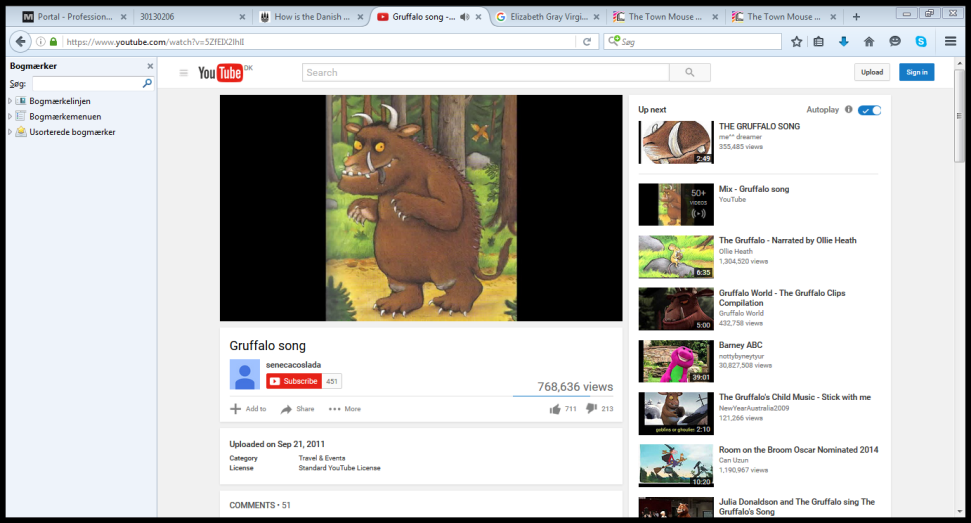 Portal - Profession...
30130206
How is the Danish ...
Gruffalo song - ...
Elizabeth Gray Virgi...
The Town Mouse ...
The Town Mouse ...
https://www.youtube.com/watch?v=5ZfEIX2IhlI
Søg
Bogmærker
Søg:
Bogmærkelinjen
Bogmærkemenuen
Usorterede bogmærker
YouTube DK
Search
Upload
Sign in
Gruffalo song
senecacoslada
Subscribe 451
768,636 views
Add to Share More
711 213
Uploaded on Sep 21, 2011
Category Travel & Events
License Standard YouTube License
COMMENTS • 51
Up next Autoplay
THE GRUFFALO SONG
me** dreamer
355,485 views
2:49
Mix - Gruffalo song
YouTube
50+
VIDEOS
The Gruffalo - Narrated by Ollie Heath
Ollie Heath
1,304,520 views
6:35
Gruffalo World - The Gruffalo Clips
Compilation
Gruffalo World
432,758 views
5:00
Barney ABC
nottybyneytyur
30,827,508 views
39:01
The Gruffalo's Child Music - Stick with me
NewYearAustralia2009
121,266 views
goblins or ghoulies 2:10
Room on the Broom Oscar Nominated 2014
Can Uzun
1,190,967 views
10:20
Julia Donaldson and The Gruffalo sing The
Gruffalo's Song